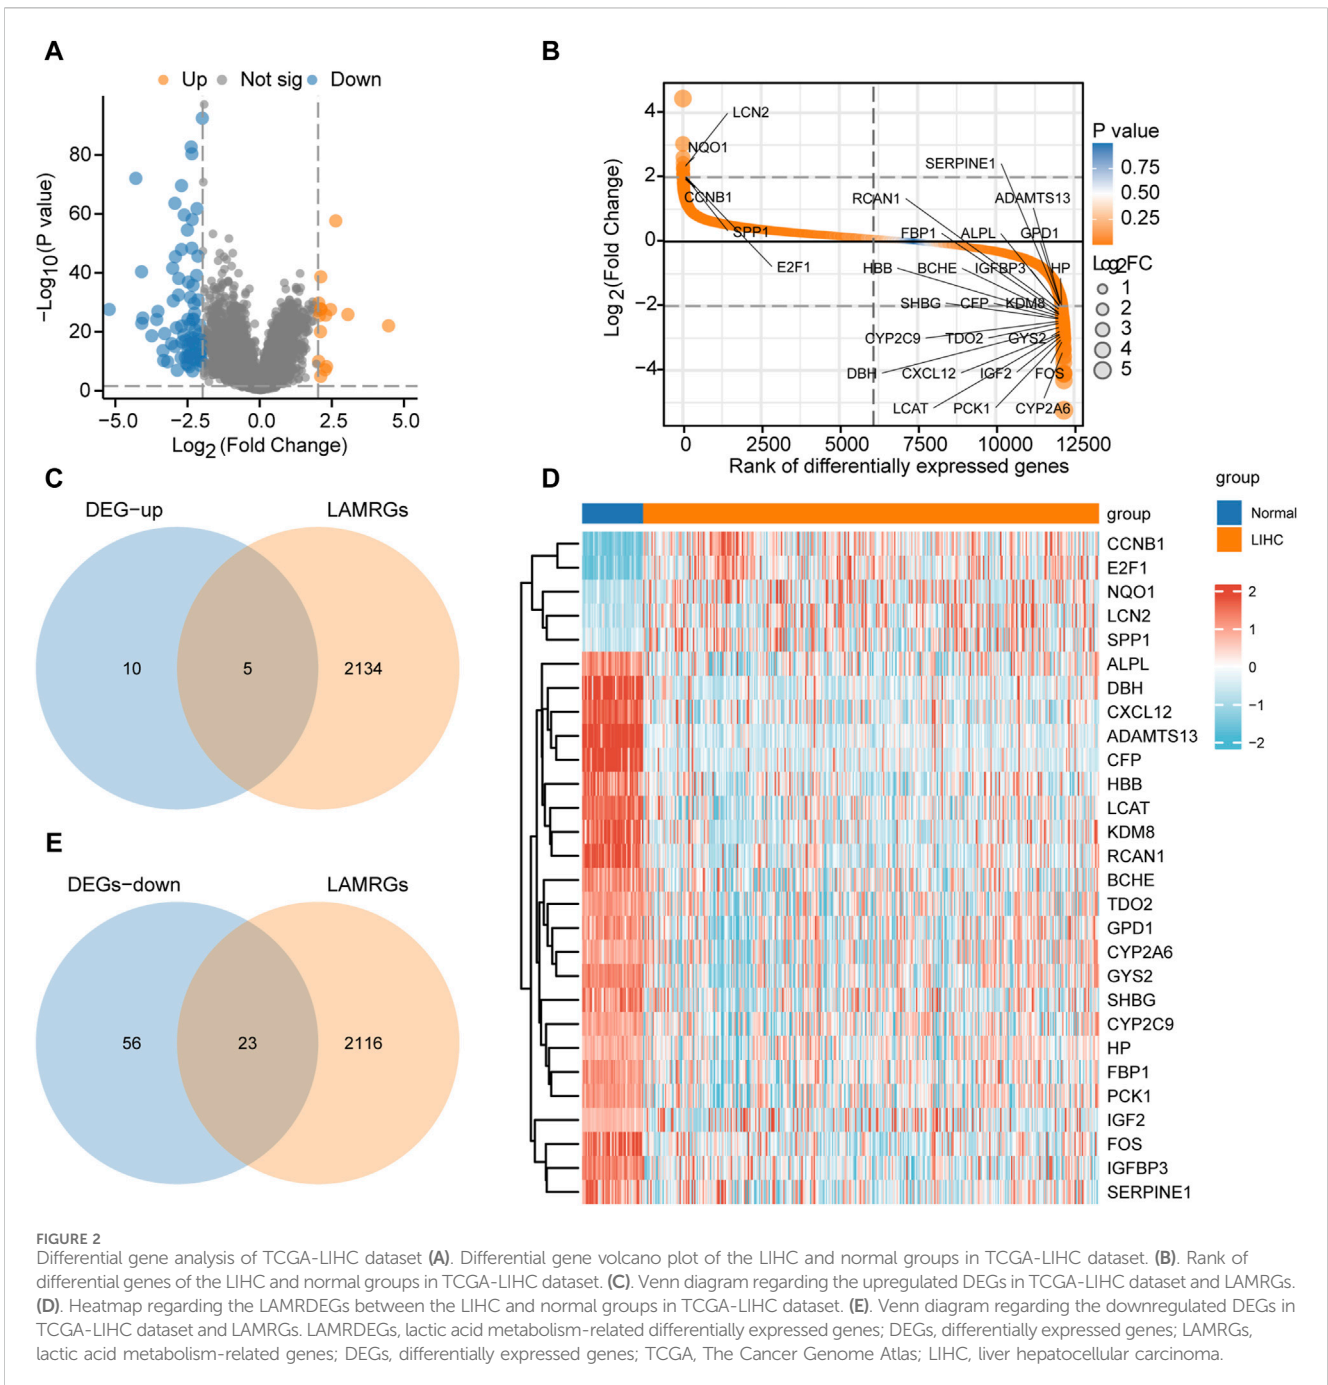 A
Up Not sig Down
−Log10(P value)
80
60
40
20
0
−5.0 −2.5 0.0 2.5 5.0
Log2 (Fold Change)
B
Log 2 (Fold Change)
4
2
0
−2
−4
LCN2
NQO1
SERPINE1
CCNB1
RCAN1
ADAMTS13
SPP1
FBP1
ALPL
GPD1
E2F1
HBB
BCHE
IGFBP3
HP
SHBG
CFP
KDM8
CYP2C9
TDO2
GYS2
DBH
CXCL12
IGF2
FOS
LCAT
PCK1
CYP2A6
0 2500 5000 7500 10000 12500
Rank of differentially expressed genes
P value
0.75
0.50
0.25
1
2
3
4
5
C
DEG−up LAMRGs
10 5 2134
D
group
Normal
LIHC
group
CCNB1
E2F1
NQO1
LCN2
SPP1
ALPL
DBH
CXCL12
ADAMTS13
CFP
HBB
LCAT
KDM8
RCAN1
BCHE
TDO2
GPD1
CYP2A6
GYS2
SHBG
CYP2C9
HP
FBP1
PCK1
IGF2
FOS
IGFBP3
SERPINE1
2
1
0
−1
−2
E
DEGs−down LAMRGs
56 23 2116
FIGURE 2
Differential gene analysis of TCGA-LIHC dataset (A). Differential gene volcano plot of the LIHC and normal groups in TCGA-LIHC dataset. (B). Rank of
differential genes of the LIHC and normal groups in TCGA-LIHC dataset. (C). Venn diagram regarding the upregulated DEGs in TCGA-LIHC dataset and LAMRGs.
(D). Heatmap regarding the LAMRDEGs between the LIHC and normal groups in TCGA-LIHC dataset. (E). Venn diagram regarding the downregulated DEGs in
TCGA-LIHC dataset and LAMRGs. LAMRDEGs, lactic acid metabolism-related differentially expressed genes; DEGs, differentially expressed genes; LAMRGs,
lactic acid metabolism-related genes; DEGs, differentially expressed genes; TCGA, The Cancer Genome Atlas; LIHC, liver hepatocellular carcinoma.